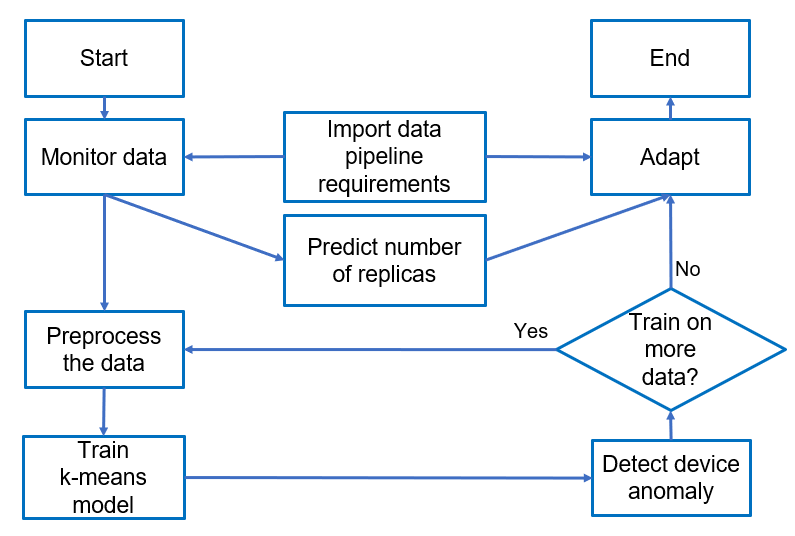 Start
End
Monitor data
Import data
pipeline
requirements
Adapt
Predict number
of replicas
No
Preprocess
the data
Yes
Train on
more
data?
Train
k-means
model
Detect device
anomaly